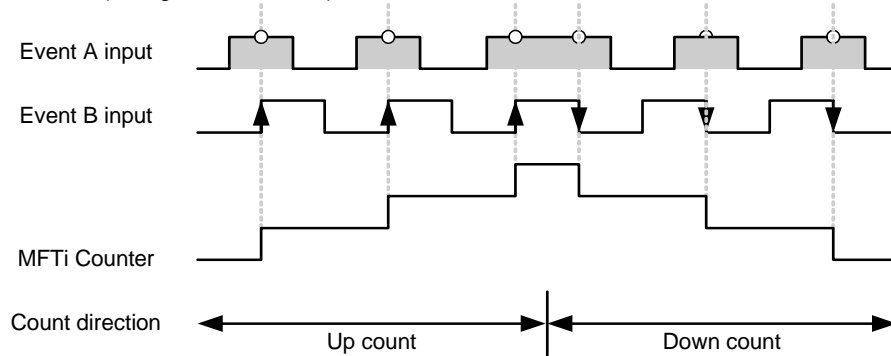 Event A input
Event B input
MFTi Counter
Count direction
Up count
Down count